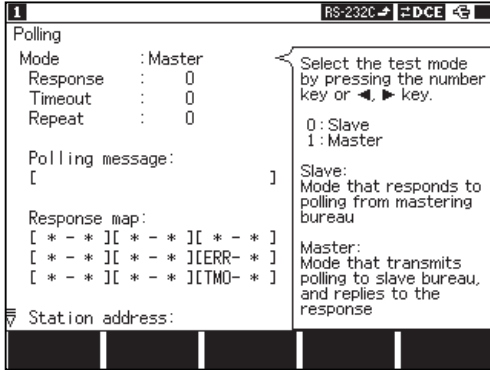 1
RS-232C DCE
Polling
Mode :Master
Response : 0
Timeout : 0
Repeat : 0
Polling message:
[ ]
Response map:
[ * - * ][ * - * ][ * - * ]
[ * - * ][ * - * ][ERR- * ]
[ * - * ][ * - * ][TMO- * ]
Station address:
Select the test mode
by pressing the number
key or ◀, ▶ key.
0 : Slave
1 : Master
Slave:
Mode that responds to
polling from mastering
bureau
Master:
Mode that transmits
polling to slave bureau,
and replies to the
response